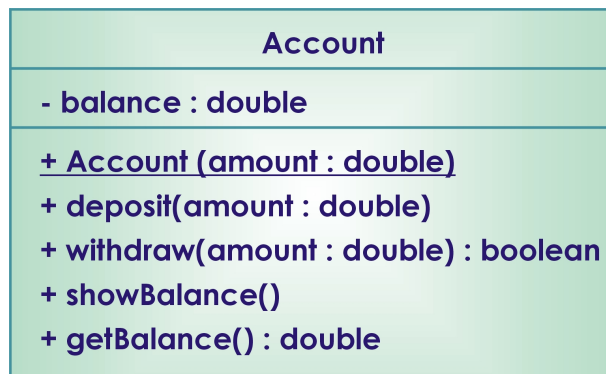 Account
- balance : double
+ Account (amount : double)
+ deposit(amount : double)
+ withdraw(amount : double) : boolean
+ showBalance()
+ getBalance() : double